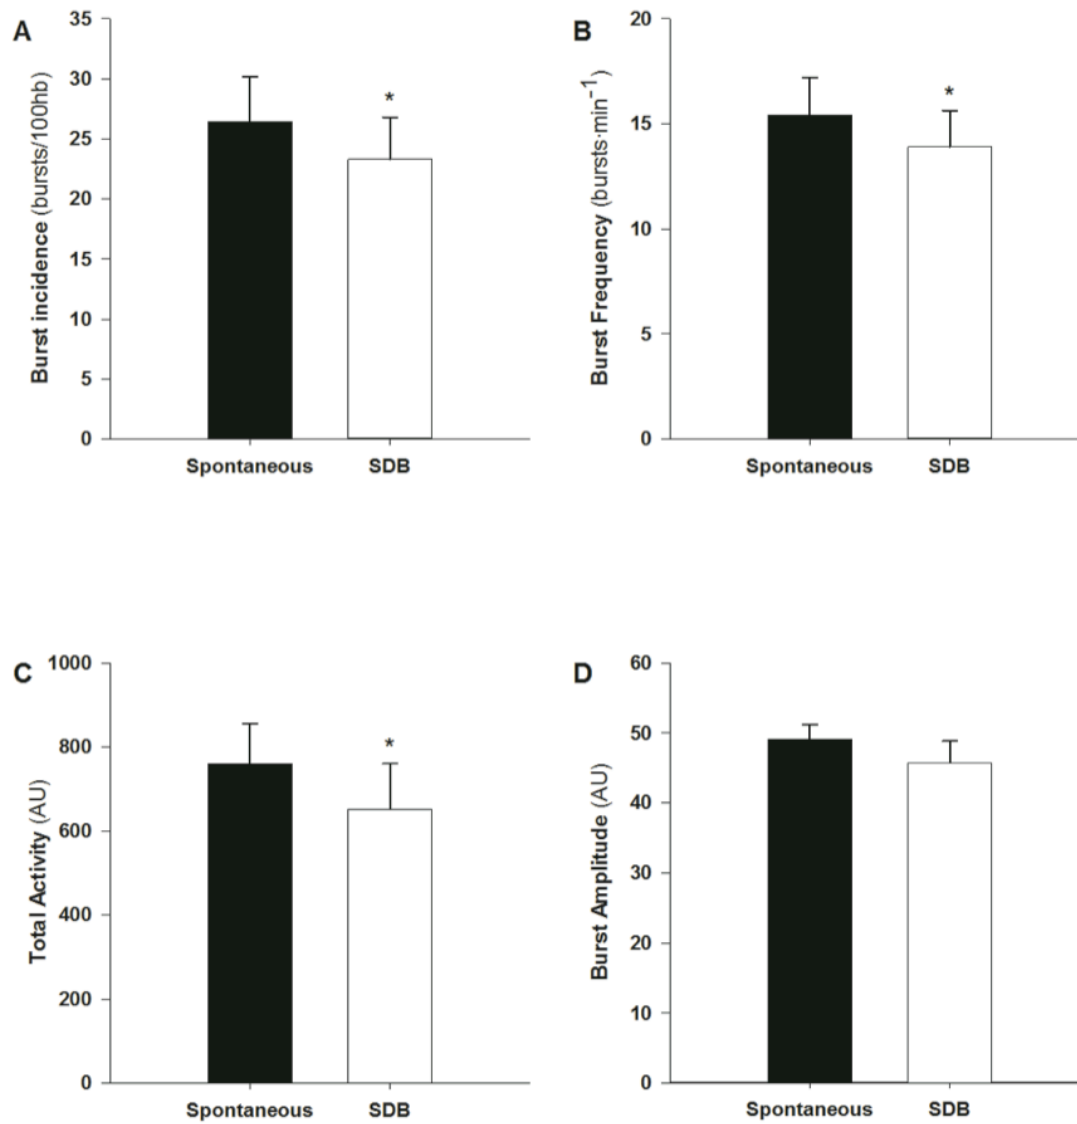 A
Burst incidence (bursts/100hb)
35
30
25
20
15
10
5
0
*
Spontaneous SDB
B
Burst Frequency (bursts·min⁻¹)
20
15
10
5
0
*
Spontaneous SDB
C
Total Activity (AU)
1000
800
600
400
200
0
*
Spontaneous SDB
D
Burst Amplitude (AU)
60
50
40
30
20
10
0
Spontaneous SDB